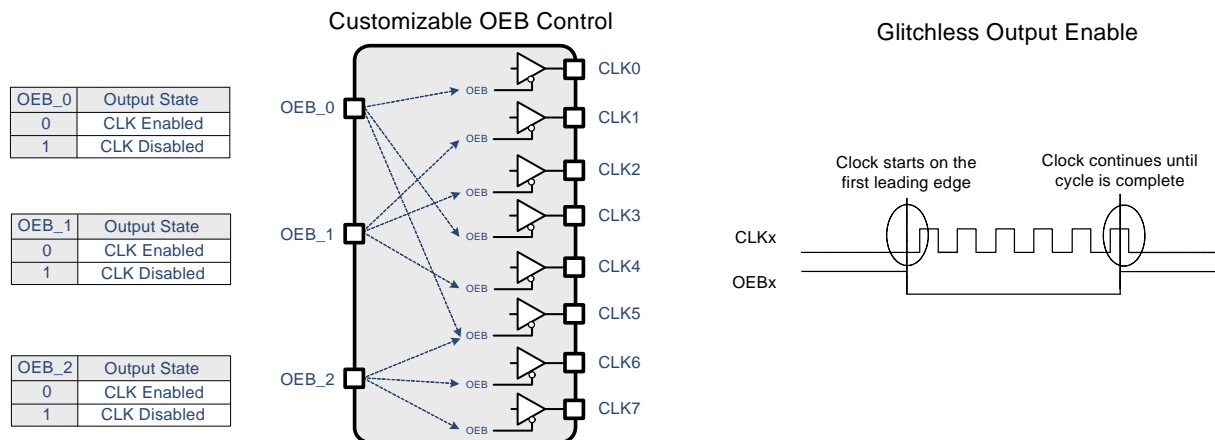 Customizable OEB Control
Glitchless Output Enable
OEB_0 Output State
0 CLK Enabled
1 CLK Disabled
OEB_1 Output State
0 CLK Enabled
1 CLK Disabled
OEB_2 Output State
0 CLK Enabled
1 CLK Disabled
OEB_0
OEB_1
OEB_2
OEB
OEB
OEB
OEB
OEB
OEB
OEB
OEB
CLK0
CLK1
CLK2
CLK3
CLK4
CLK5
CLK6
CLK7
Clock starts on the
first leading edge
Clock continues until
cycle is complete
CLKx
OEBx